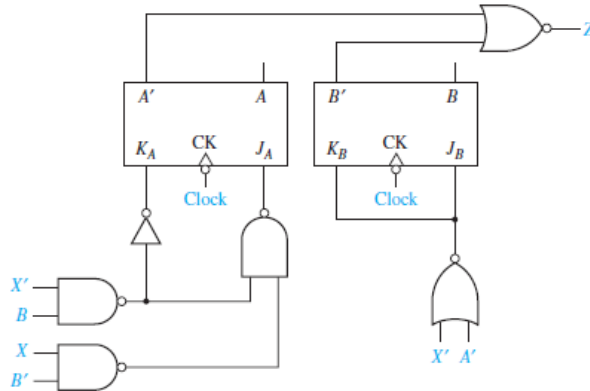 Z
A′ A B′ B
K_A CK J_A K_B CK J_B
Clock Clock
X′
B
X
B′
X′ A′